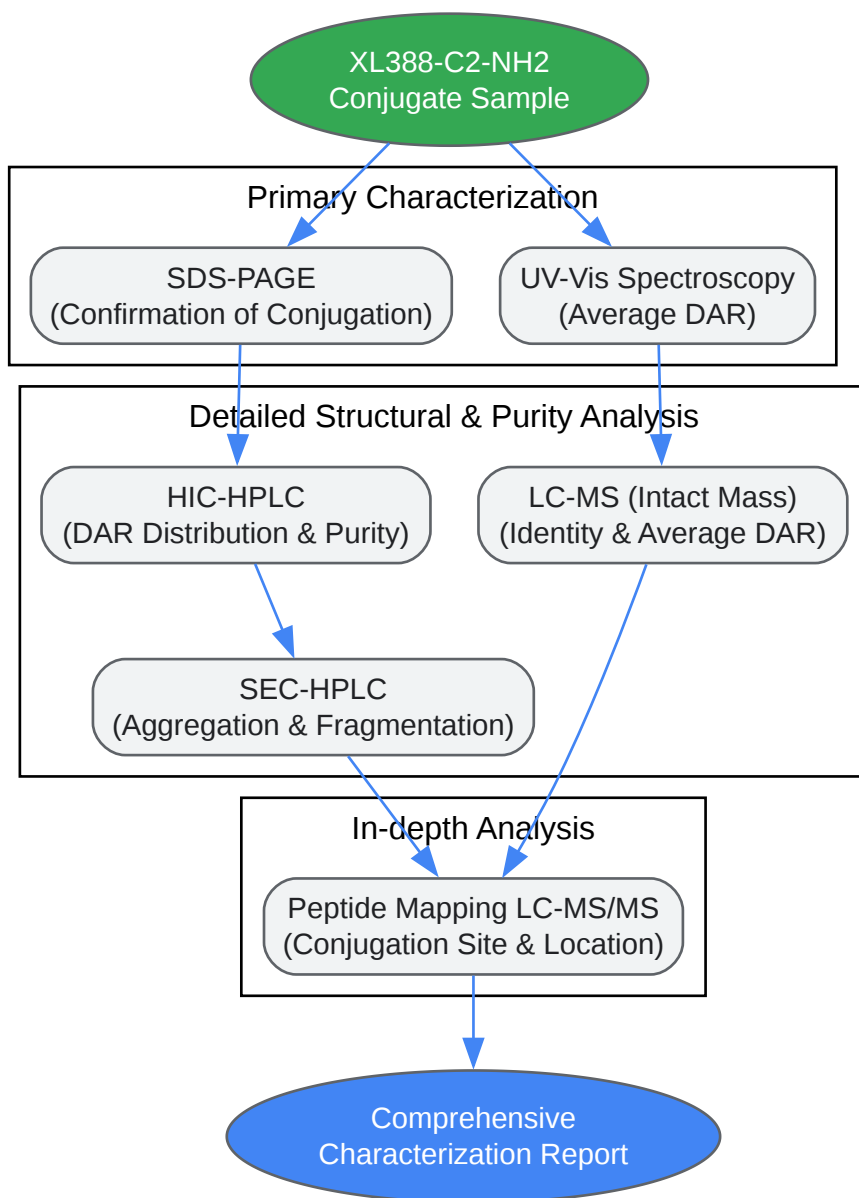 XL388-C2-NH2
Conjugate Sample
Primary Characterization
SDS-PAGE
(Confirmation of Conjugation)
UV-Vis Spectroscopy
(Average DAR)
Detailed Structural & Purity Analysis
HIC-HPLC
(DAR Distribution & Purity)
LC-MS (Intact Mass)
(Identity & Average DAR)
SEC-HPLC
(Aggregation & Fragmentation)
In-depth Analysis
Peptide Mapping LC-MS/MS
(Conjugation Site & Location)
Comprehensive
Characterization Report